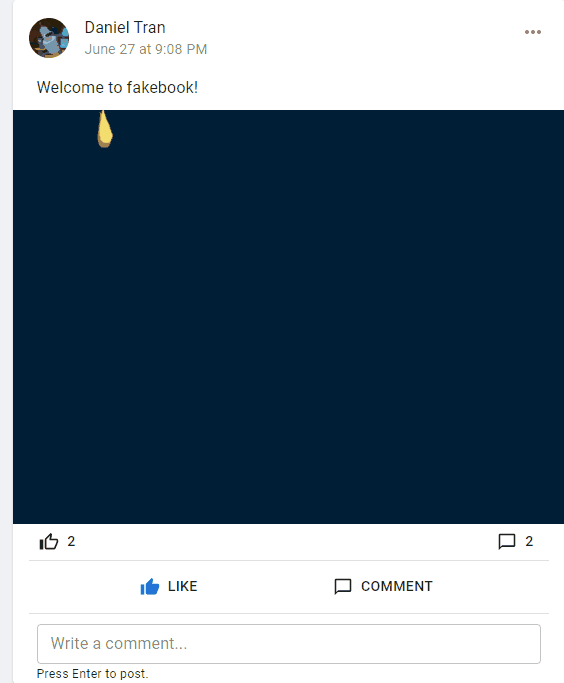 Daniel Tran
June 27 at 9:08 PM
Welcome to fakebook!
2
2
LIKE
COMMENT
Write a comment...
Press Enter to post.